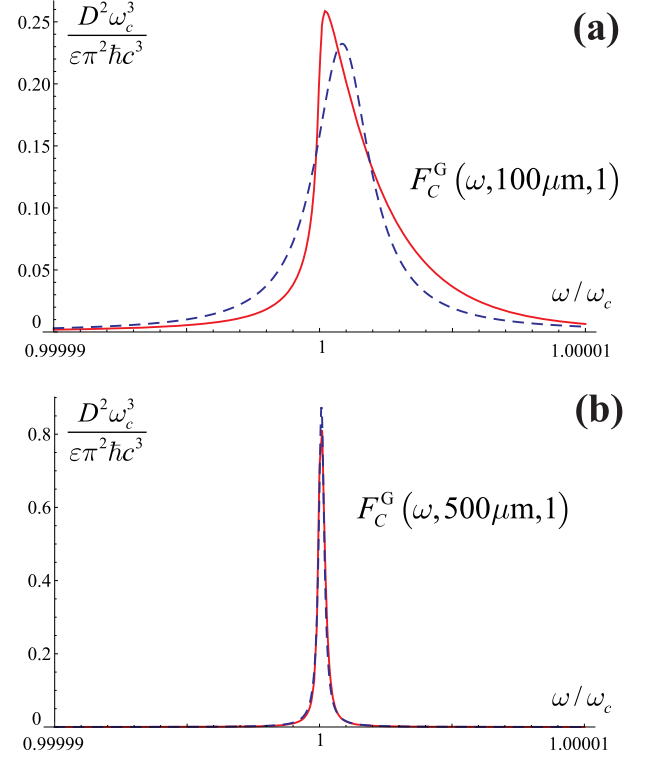 (a)
D²ω_c³ / επ²ħc³
0.25
0.20
0.15
F_C^G (ω,100μm,1)
0.10
0.05
ω / ω_c
0
0.99999 1 1.00001
(b)
D²ω_c³ / επ²ħc³
0.8
F_C^G (ω,500μm,1)
0.6
0.4
0.2
ω / ω_c
0
0.99999 1 1.00001